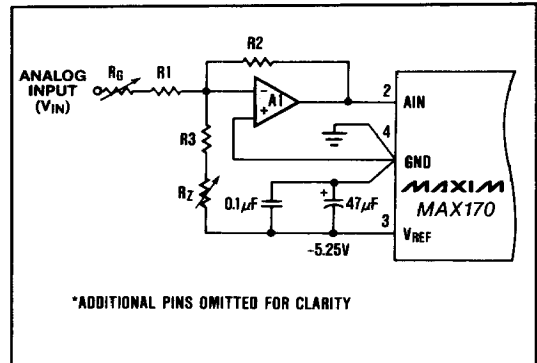 R2
ANALOG INPUT (VIN)
RG
R1
A1
-
+
2
AIN
4
GND
R3
RZ
0.1µF
+
47µF
MAXIM
MAX170
3
VREF
-5.25V
*ADDITIONAL PINS OMITTED FOR CLARITY